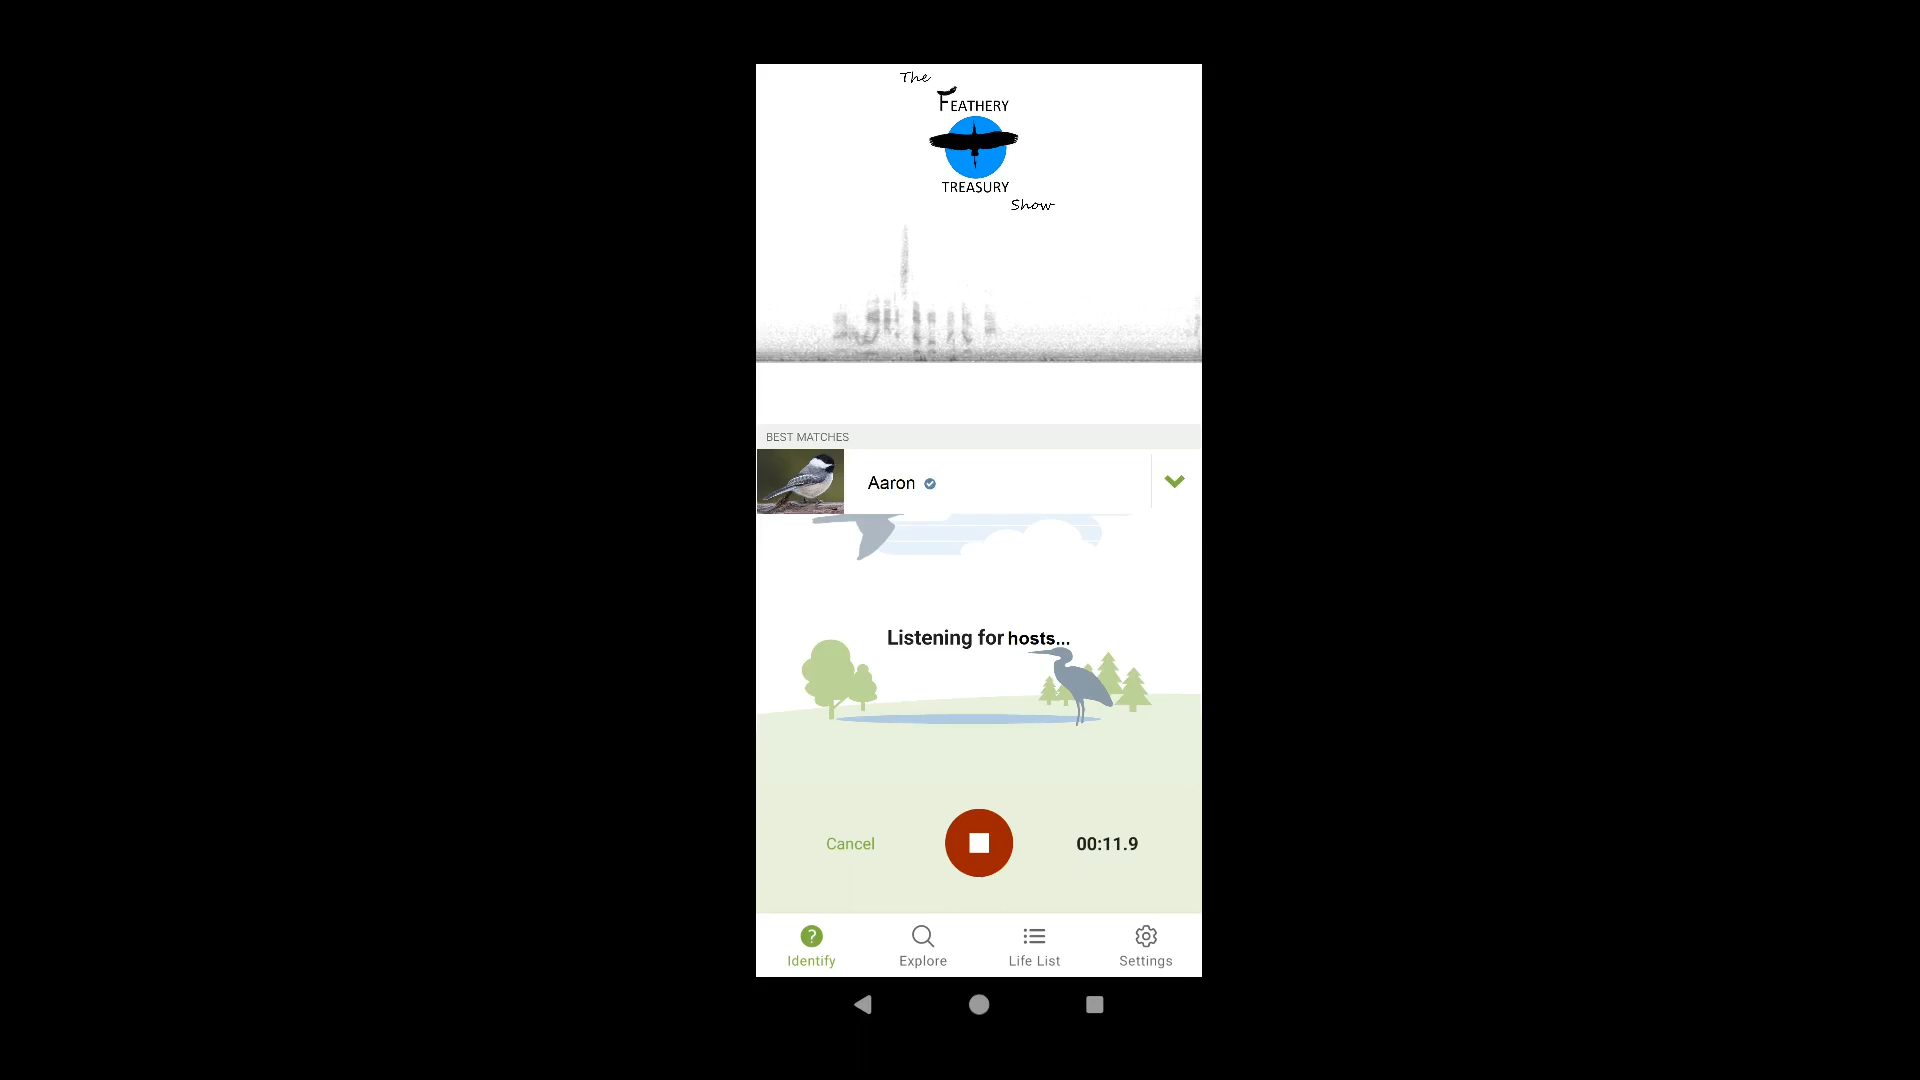 The
FEATHERY
TREASURY
Show
BEST MATCHES
Aaron
Listening for hosts...
Cancel
00:11.9
Identify
Explore
Life List
Settings